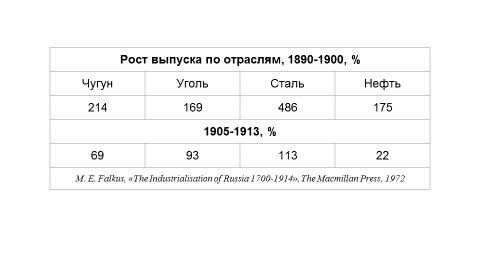 Рост выпуска по отраслям, 1890-1900, %
Чугун Уголь Сталь Нефть
214 169 486 175
1905-1913, %
69 93 113 22
M. E. Falkus, «The Industrialisation of Russia 1700-1914», The Macmillan Press, 1972